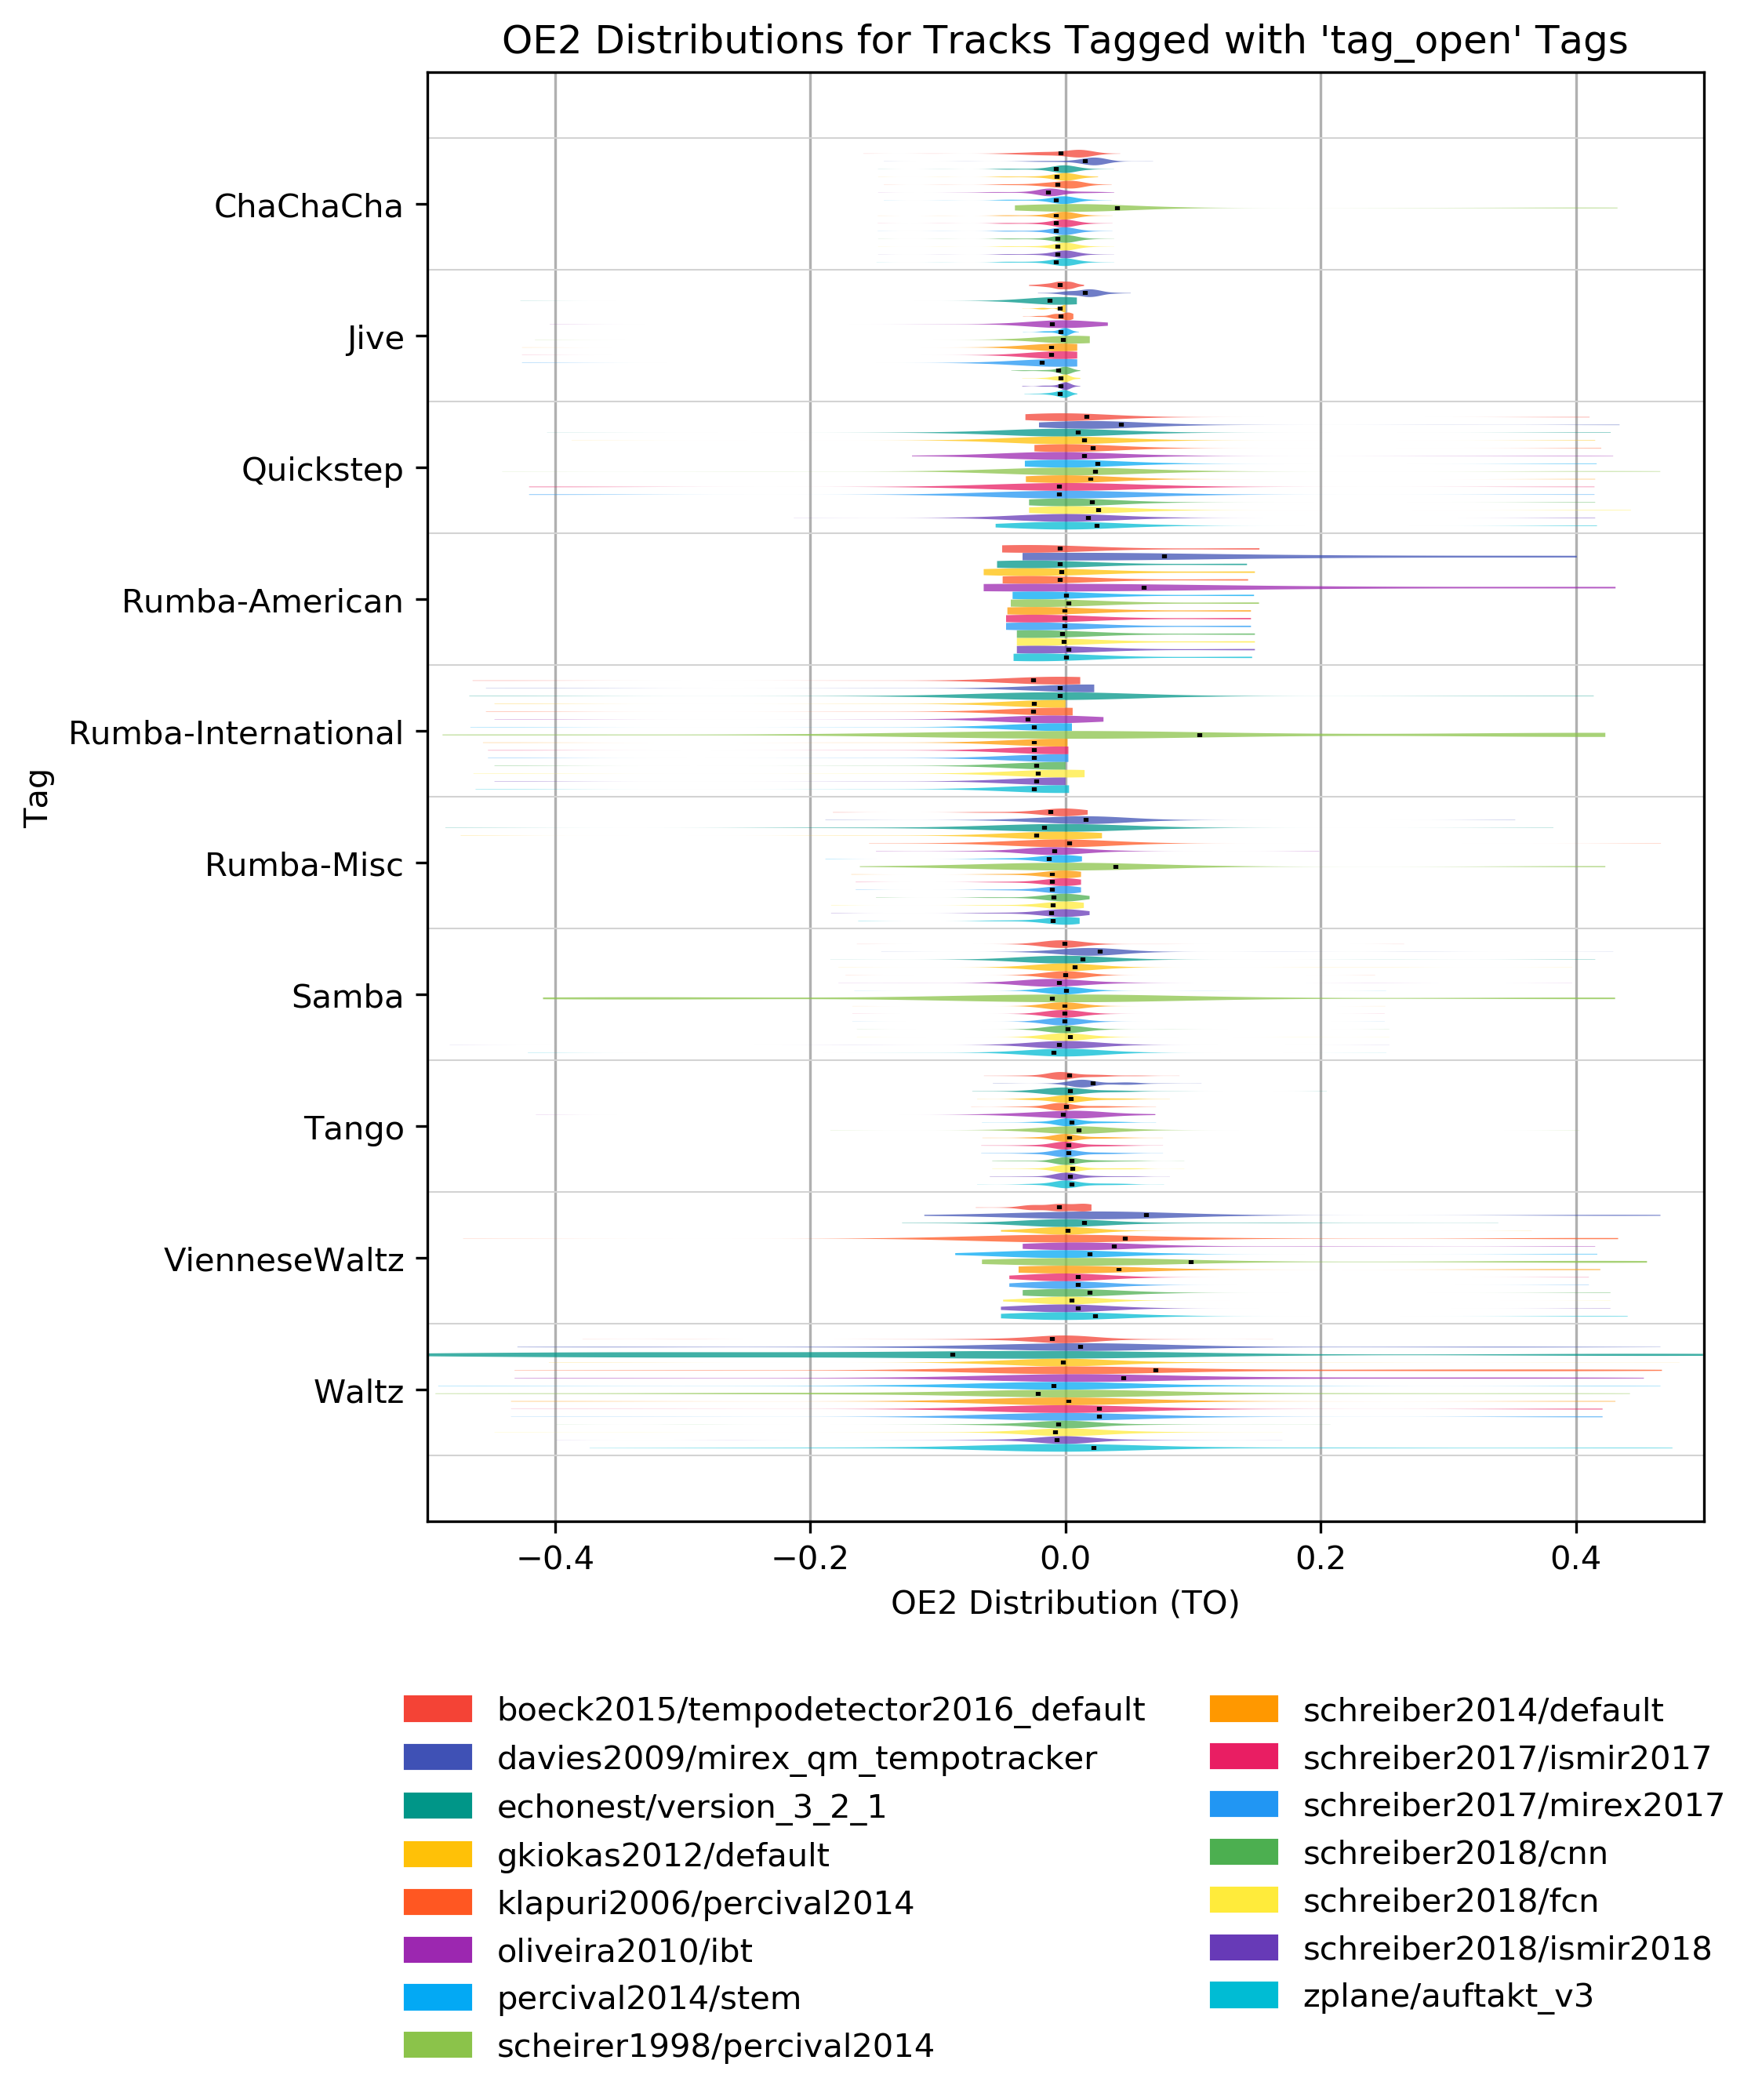 OE2 Distributions for Tracks Tagged with 'tag_open' Tags
ChaChaCha
Jive
Quickstep
Rumba-American
Rumba-International
Rumba-Misc
Samba
Tango
VienneseWaltz
Waltz
Tag
−0.4 −0.2 0.0 0.2 0.4
OE2 Distribution (TO)
boeck2015/tempodetector2016_default
davies2009/mirex_qm_tempotracker
echonest/version_3_2_1
gkiokas2012/default
klapuri2006/percival2014
oliveira2010/ibt
percival2014/stem
scheirer1998/percival2014
schreiber2014/default
schreiber2017/ismir2017
schreiber2017/mirex2017
schreiber2018/cnn
schreiber2018/fcn
schreiber2018/ismir2018
zplane/auftakt_v3